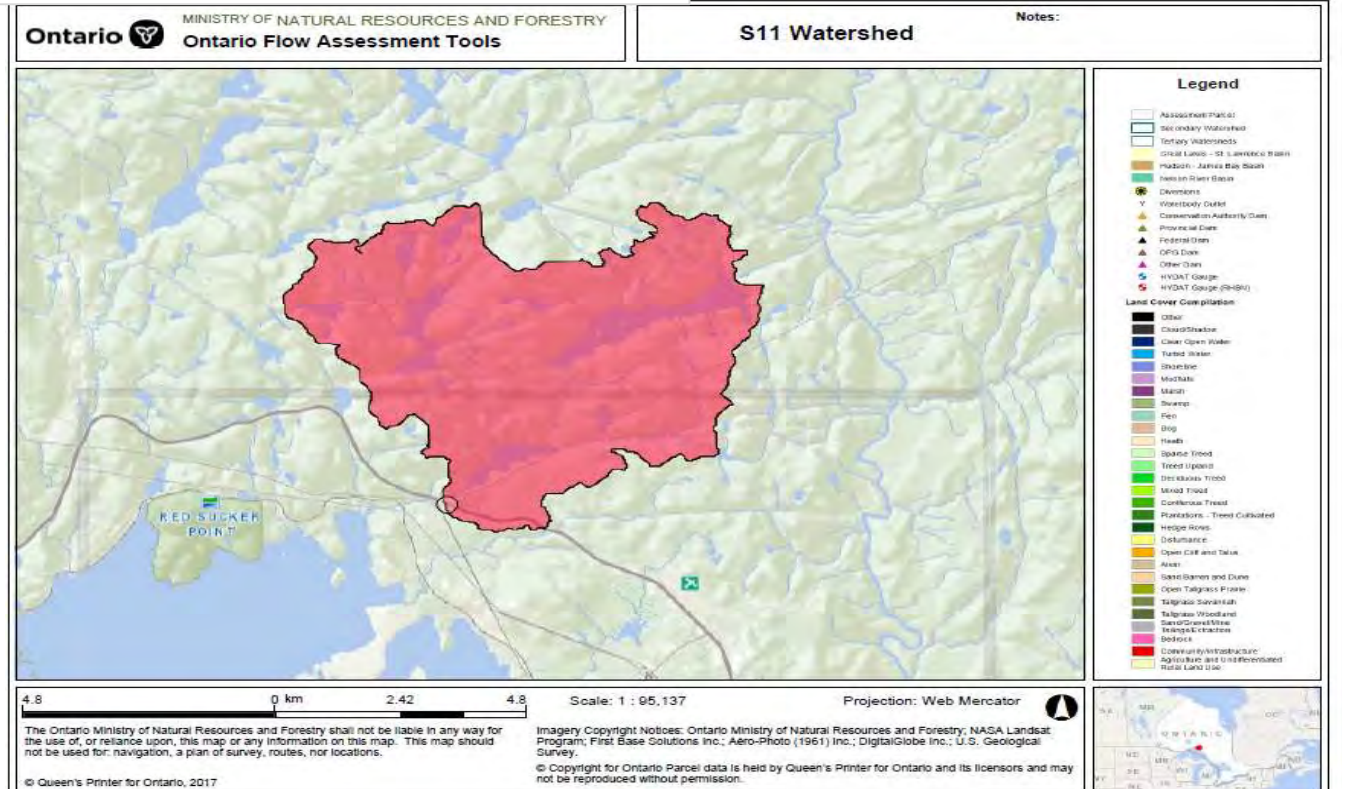 Ontario
MINISTRY OF NATURAL RESOURCES AND FORESTRY
Ontario Flow Assessment Tools
S11 Watershed
Notes:
RED SUCKER
POINT
Legend
Assessment Parcel
Secondary Watershed
Tertiary Watersheds
Great Lakes - St. Lawrence Basin
Hudson - James Bay Basin
Nelson River Basin
Diversions
Waterbody Outlet
Conservation Authority Dam
Provincial Dam
Federal Dam
OPG Dam
Other Dam
HYDAT Gauge
HYDAT Gauge (RHBN)
Land Cover Compilation
Other
Cloud/Shadow
Clear Open Water
Turbid Water
Shoreline
Mudflats
Marsh
Swamp
Fen
Bog
Heath
Sparse Treed
Treed Upland
Deciduous Treed
Mixed Treed
Coniferous Treed
Plantations - Treed Cultivated
Hedge Rows
Disturbance
Open Cliff and Talus
Alvar
Sand Barren and Dune
Open Tallgrass Prairie
Tallgrass Savannah
Tallgrass Woodland
Sand/Gravel/Mine
Tailings/Extraction
Bedrock
Community/Infrastructure
Agriculture and Undifferentiated
Rural Land Use
4.8 0 km 2.42 4.8
Scale: 1 : 95,137
Projection: Web Mercator
The Ontario Ministry of Natural Resources and Forestry shall not be liable in any way for
the use of, or reliance upon, this map or any information on this map. This map should
not be used for: navigation, a plan of survey, routes, nor locations.
© Queen's Printer for Ontario, 2017
Imagery Copyright Notices: Ontario Ministry of Natural Resources and Forestry; NASA Landsat
Program; First Base Solutions Inc.; Aéro-Photo (1961) Inc.; DigitalGlobe Inc.; U.S. Geological
Survey.
© Copyright for Ontario Parcel data is held by Queen's Printer for Ontario and its licensors and may
not be reproduced without permission.
ONTARIO